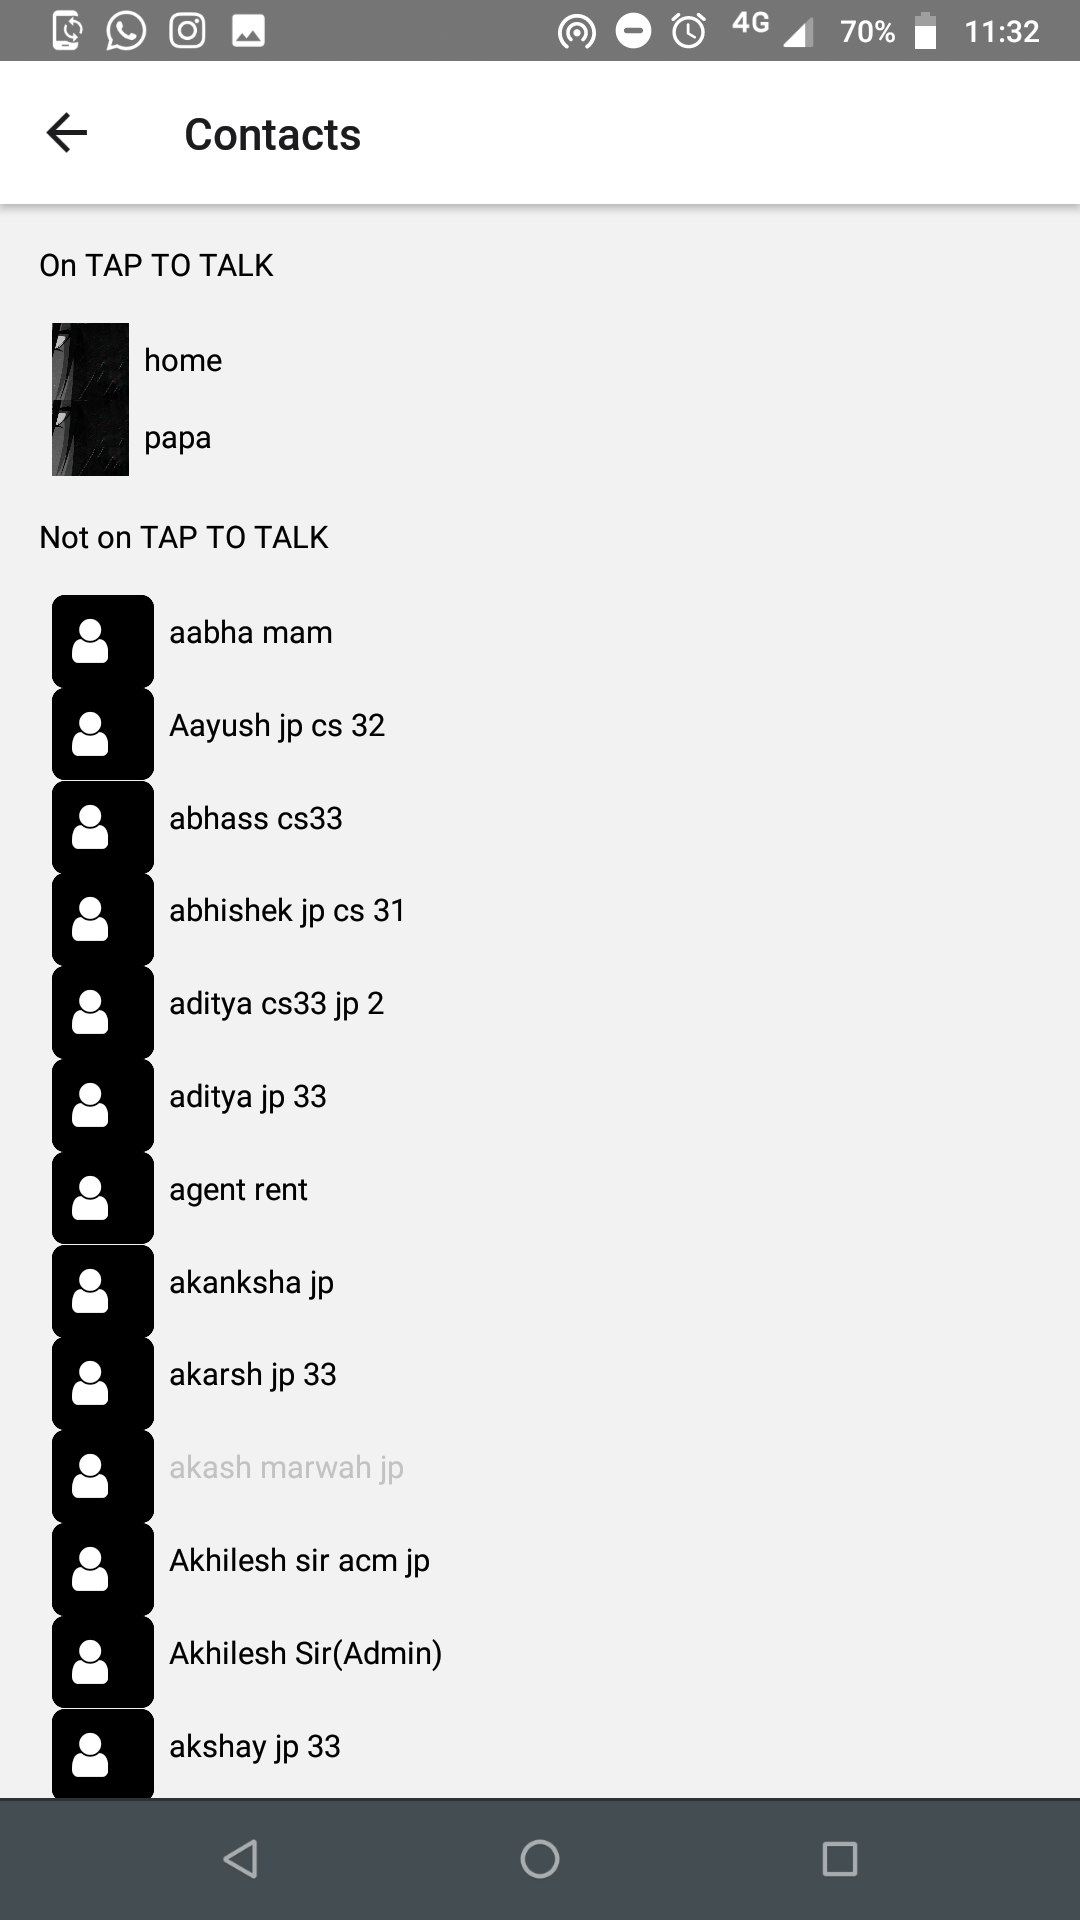 4G 70% 11:32
Contacts
On TAP TO TALK
home
papa
Not on TAP TO TALK
aabha mam
Aayush jp cs 32
abhass cs33
abhishek jp cs 31
aditya cs33 jp 2
aditya jp 33
agent rent
akanksha jp
akarsh jp 33
akash marwah jp
Akhilesh sir acm jp
Akhilesh Sir(Admin)
akshay jp 33